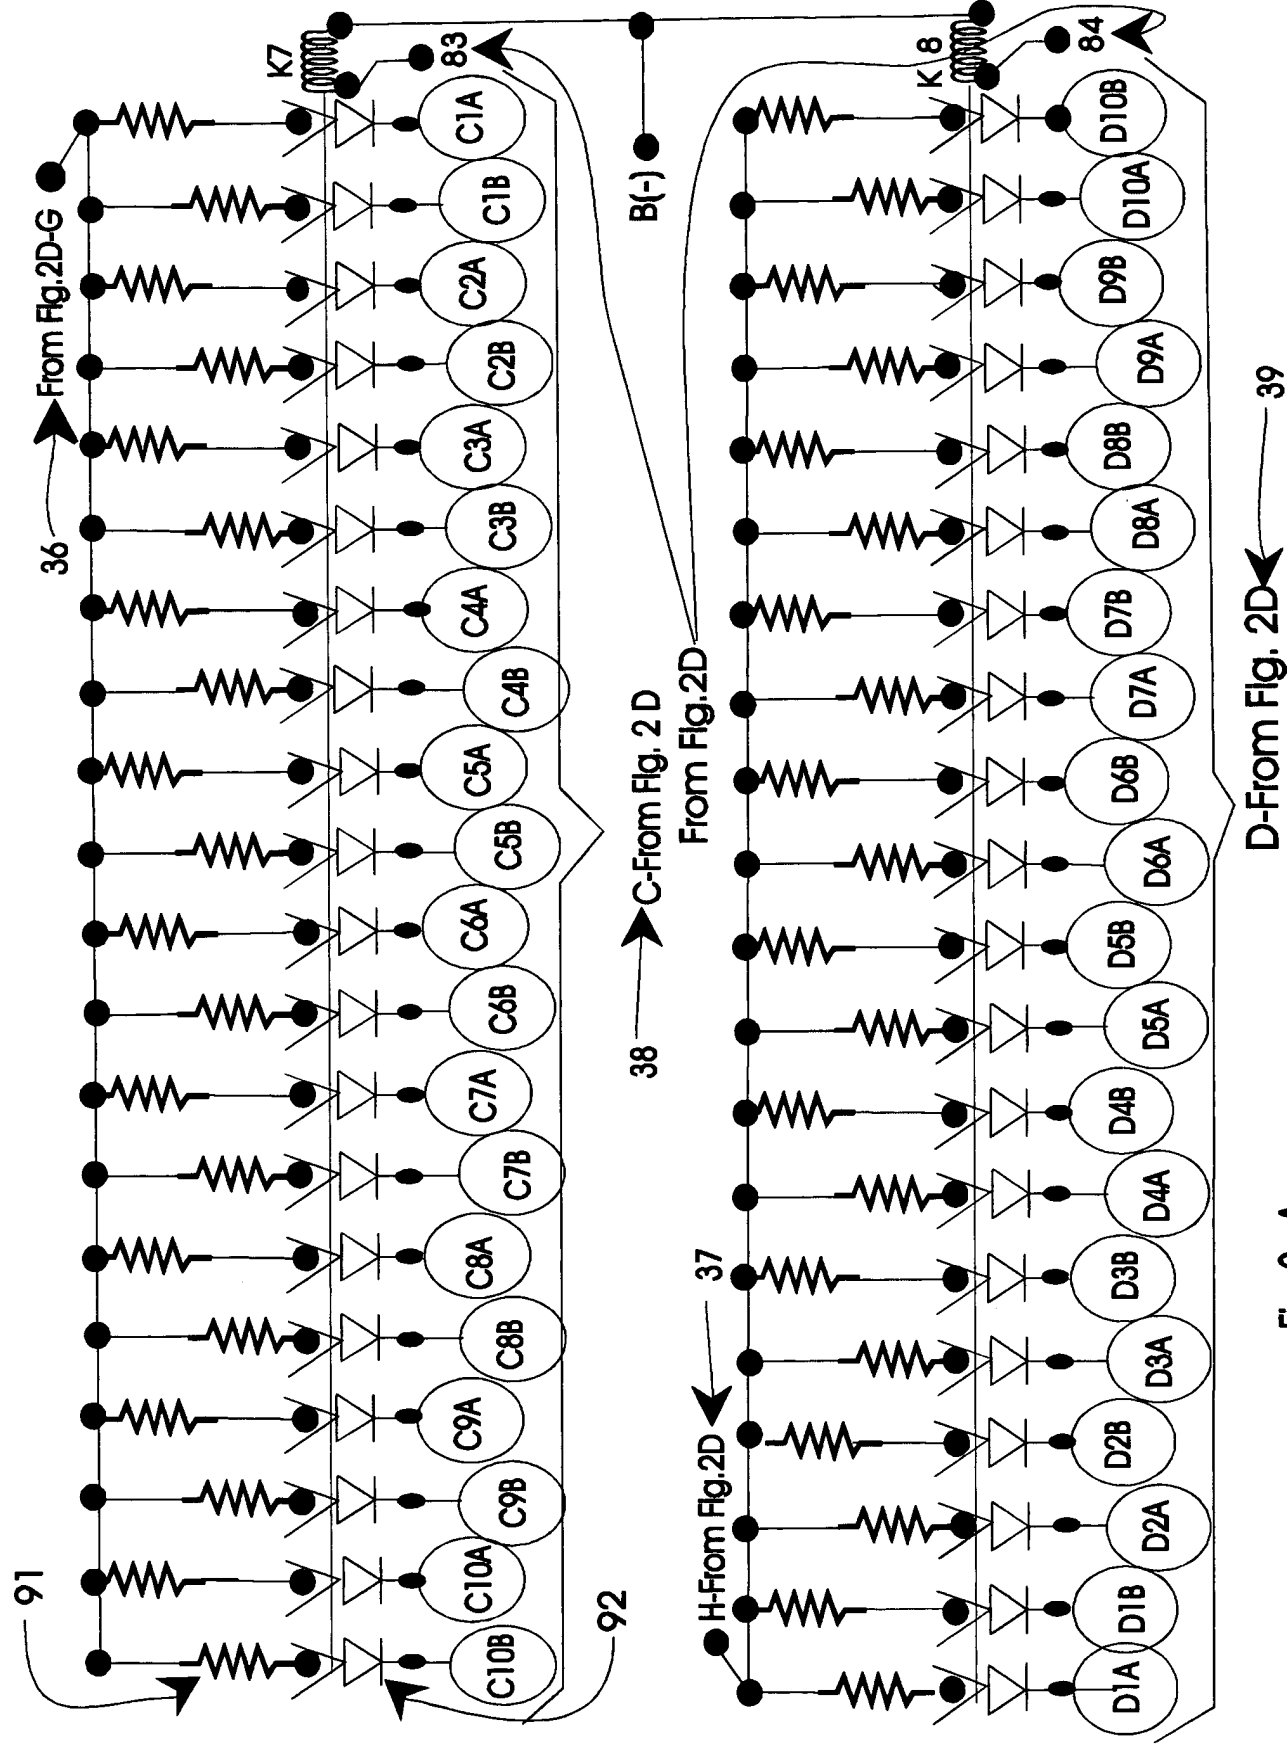 K7
83
From Fig.2D-G
36
C1A
C1B
C2A
C2B
C3A
C3B
C4A
C4B
C5A
C5B
C6A
C6B
C7A
C7B
C8A
C8B
C9A
C9B
C10A
C10B
91
92
B(-)
38
C-From Fig. 2 D
From Fig.2D
K 8
84
37
H-From Fig.2D
D10B
D10A
D9B
D9A
D8B
D8A
D7B
D7A
D6B
D6A
D5B
D5A
D4B
D4A
D3B
D3A
D2B
D2A
D1B
D1A
D-From Fig. 2D
39